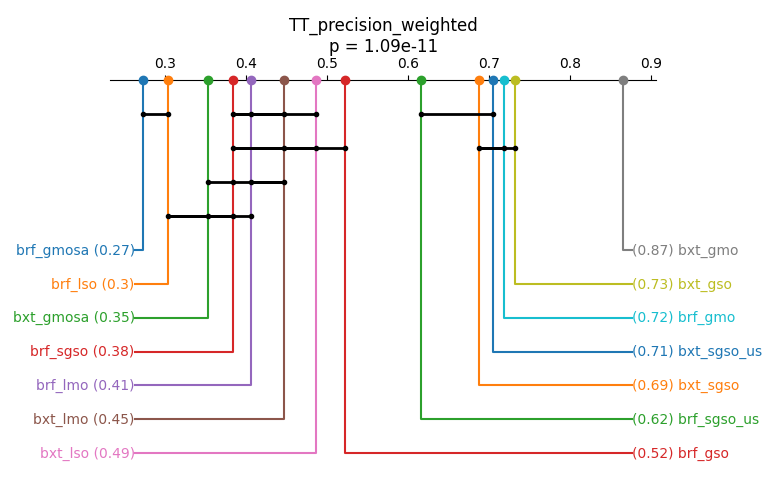 TT_precision_weighted
p = 1.09e-11
0.3 0.4 0.5 0.6 0.7 0.8 0.9
brf_gmosa (0.27)
(0.87) bxt_gmo
brf_lso (0.3)
(0.73) bxt_gso
bxt_gmosa (0.35)
(0.72) brf_gmo
brf_sgso (0.38)
(0.71) bxt_sgso_us
brf_lmo (0.41)
(0.69) bxt_sgso
bxt_lmo (0.45)
(0.62) brf_sgso_us
bxt_lso (0.49)
(0.52) brf_gso